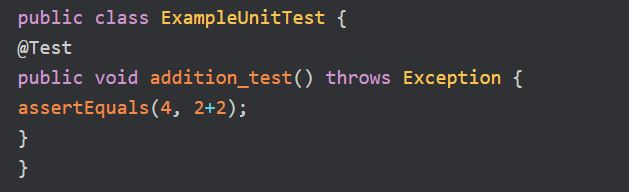 public class ExampleUnitTest {
@Test
public void addition_test() throws Exception {
assertEquals(4, 2+2);
}
}